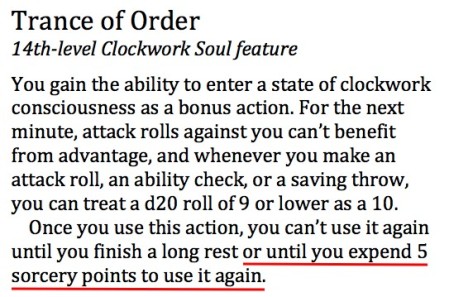 Trance of Order
14th-level Clockwork Soul feature
You gain the ability to enter a state of clockwork
consciousness as a bonus action. For the next
minute, attack rolls against you can’t benefit
from advantage, and whenever you make an
attack roll, an ability check, or a saving throw,
you can treat a d20 roll of 9 or lower as a 10.
Once you use this action, you can’t use it again
until you finish a long rest or until you expend 5
sorcery points to use it again.